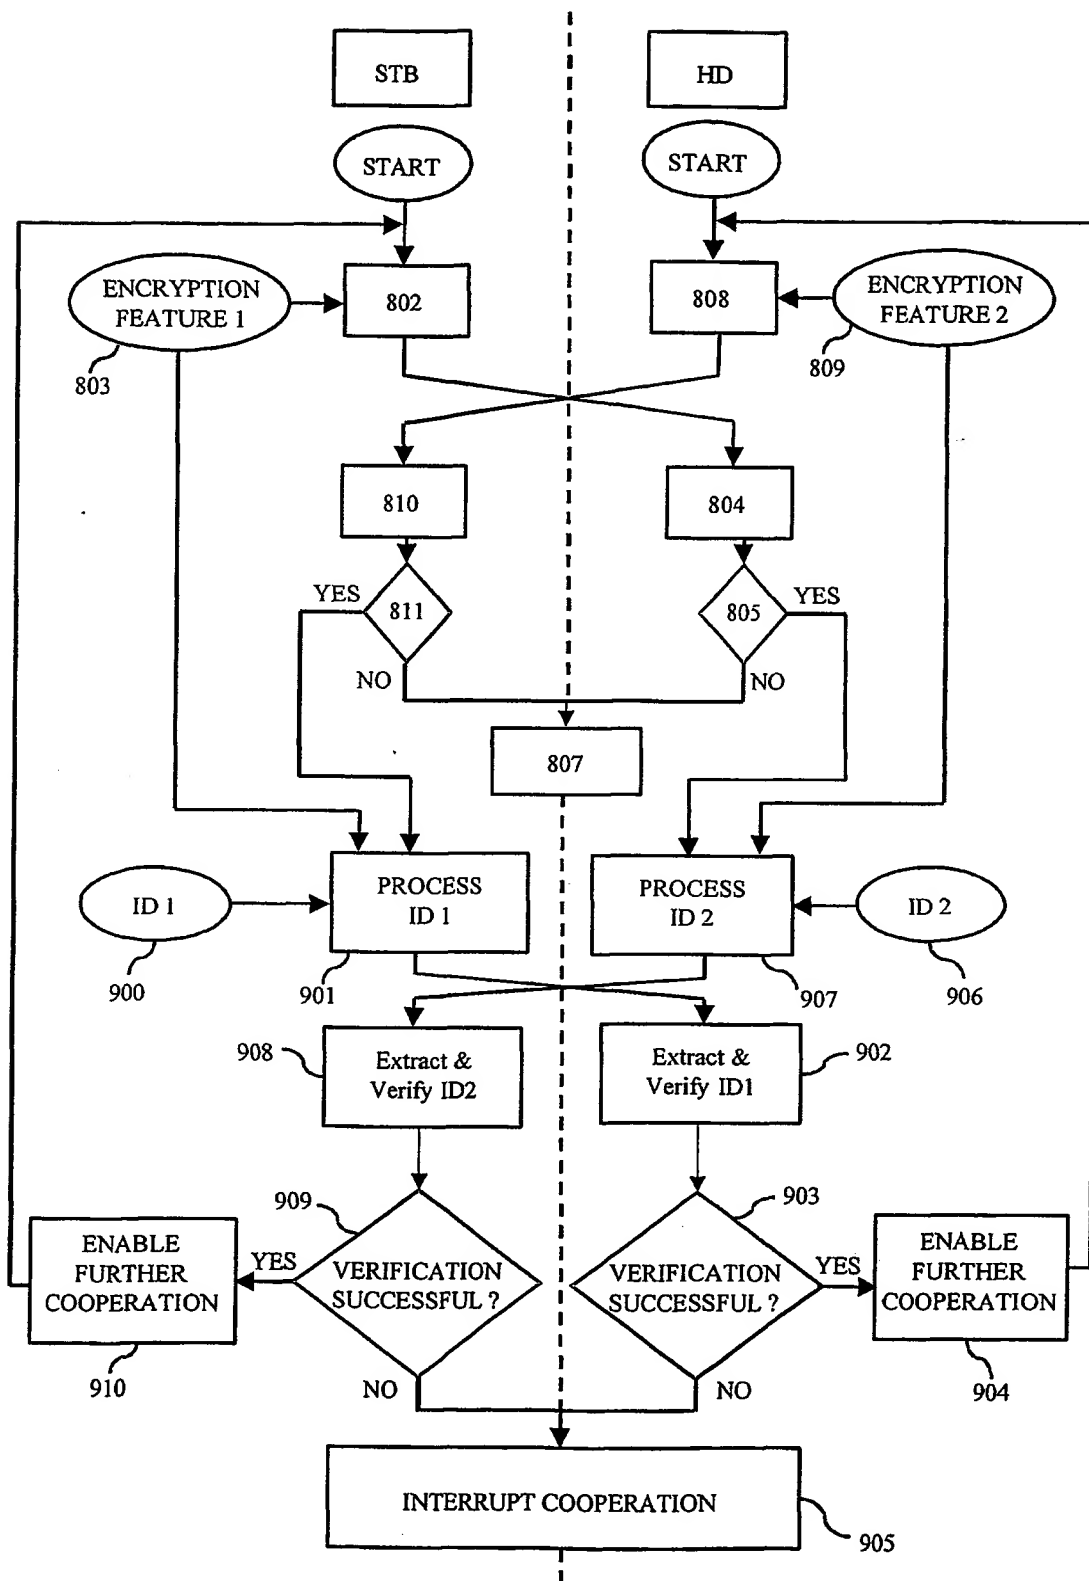 STB
HD
START
START
ENCRYPTION
FEATURE 1
802
808
ENCRYPTION
FEATURE 2
803
809
810
804
YES
811
805
YES
NO
NO
807
ID 1
PROCESS
ID 1
PROCESS
ID 2
ID 2
900
901
907
906
908
Extract &
Verify ID2
Extract &
Verify ID1
902
909
903
ENABLE
FURTHER
COOPERATION
YES
VERIFICATION
SUCCESSFUL ?
VERIFICATION
SUCCESSFUL ?
YES
ENABLE
FURTHER
COOPERATION
910
NO
NO
904
INTERRUPT COOPERATION
905